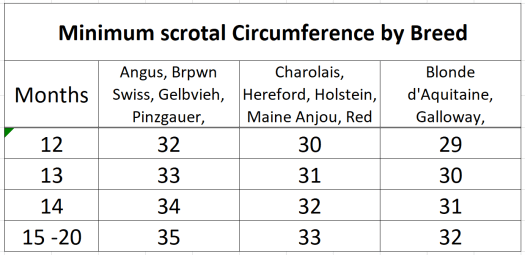 Minimum scrotal Circumference by Breed
Months
Angus, Brpwn
Swiss, Gelbvieh,
Pinzgauer,
Charolais,
Hereford, Holstein,
Maine Anjou, Red
Blonde
d'Aquitaine,
Galloway,
12 32 30 29
13 33 31 30
14 34 32 31
15 -20 35 33 32